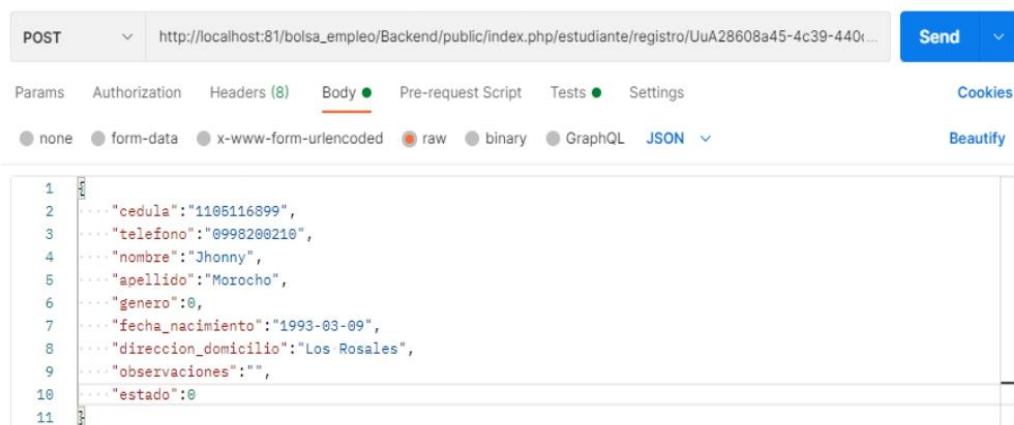 POST http://localhost:81/bolsa_empleo/Backend/public/index.php/estudiante/registro/UuA28608a45-4c39-440c... Send
Params Authorization Headers (8) Body Pre-request Script Tests Settings Cookies
none form-data x-www-form-urlencoded raw binary GraphQL JSON Beautify
1 {
2 "cedula":"1105116899",
3 "telefono":"0998200210",
4 "nombre":"Jhonny",
5 "apellido":"Morocho",
6 "genero":0,
7 "fecha_nacimiento":"1993-03-09",
8 "direccion_domicilio":"Los Rosales",
9 "observaciones":"",
10 "estado":0
11 }